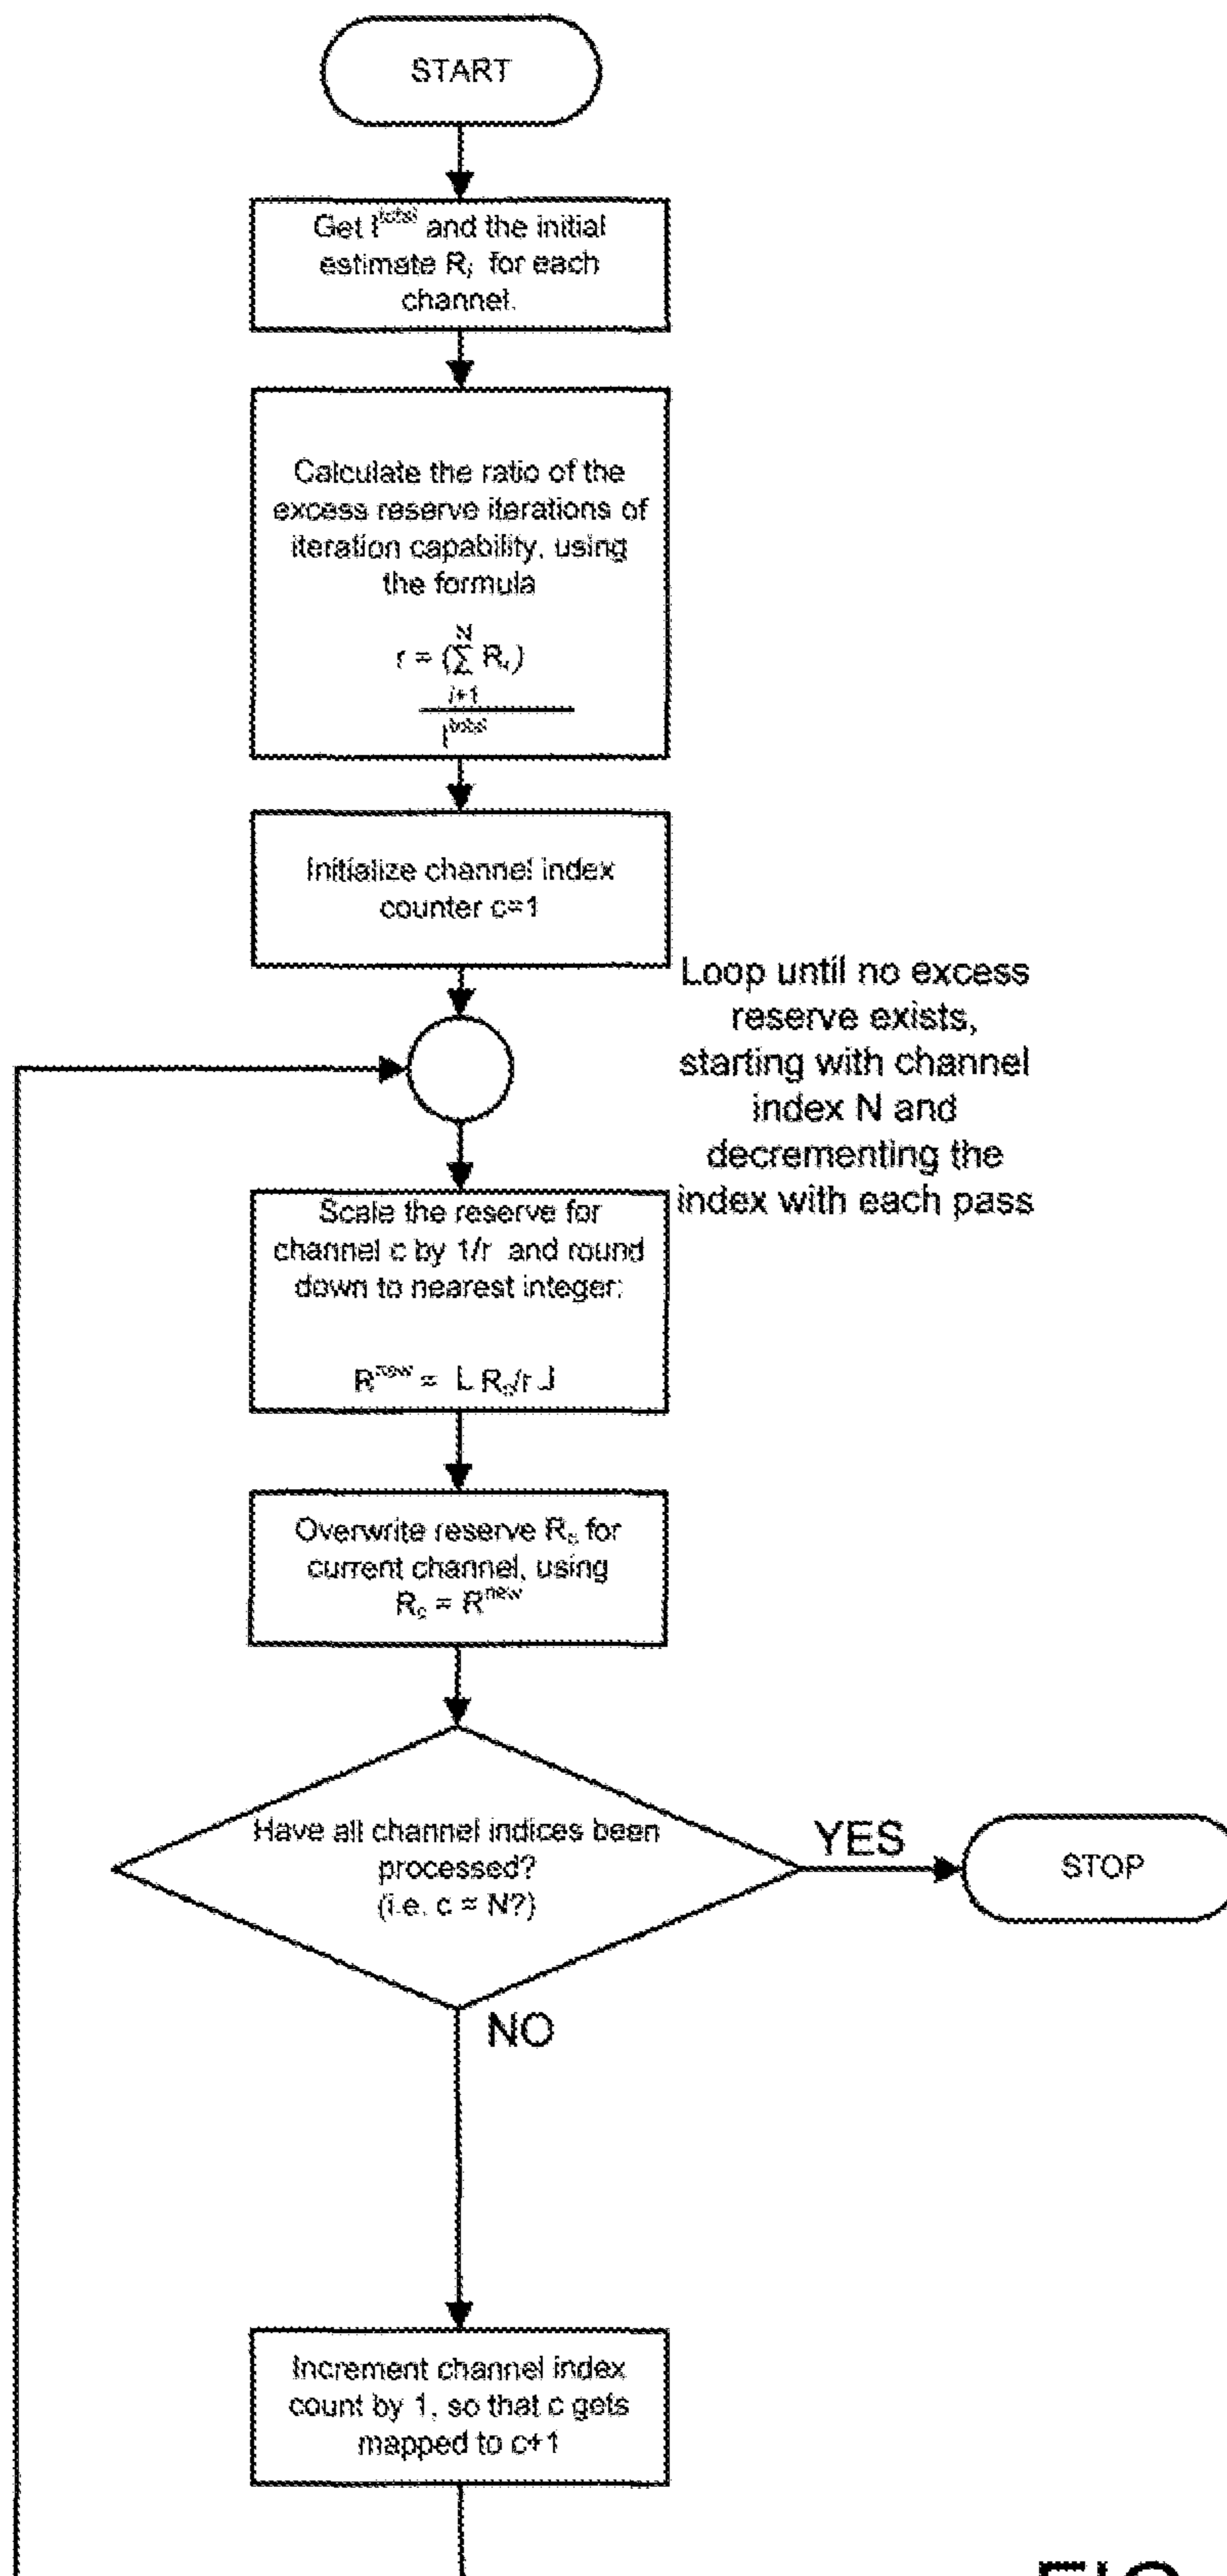 START
Get I^total and the initial
estimate R_i for each
channel.
Calculate the ratio of the
excess reserve iterations of
iteration capability, using
the formula
N
r = (∑ R_i)
i+1
I^total
Initialize channel index
counter c=1
Loop until no excess
reserve exists,
starting with channel
index N and
decrementing the
index with each pass
Scale the reserve for
channel c by 1/r and round
down to nearest integer:
R^new = ⌊ R_c/r ⌋
Overwrite reserve R_c for
current channel, using
R_c = R^new
Have all channel indices been
processed?
(i.e. c = N?)
YES
STOP
NO
Increment channel index
count by 1, so that c gets
mapped to c+1